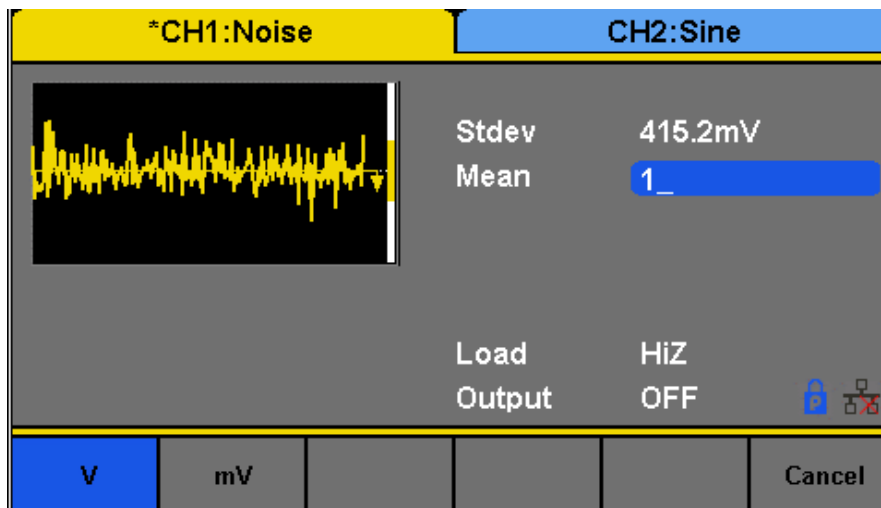 *CH1:Noise CH2:Sine
Stdev 415.2mV
Mean 1_
Load HiZ
Output OFF P
V mV Cancel